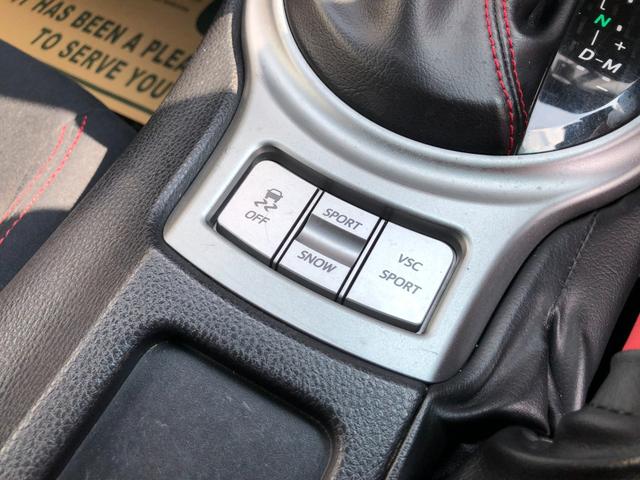 HAS BEEN A PLEA
TO SERVE YOU
N
+
D-M
-
OFF
SPORT
SNOW
VSC
SPORT